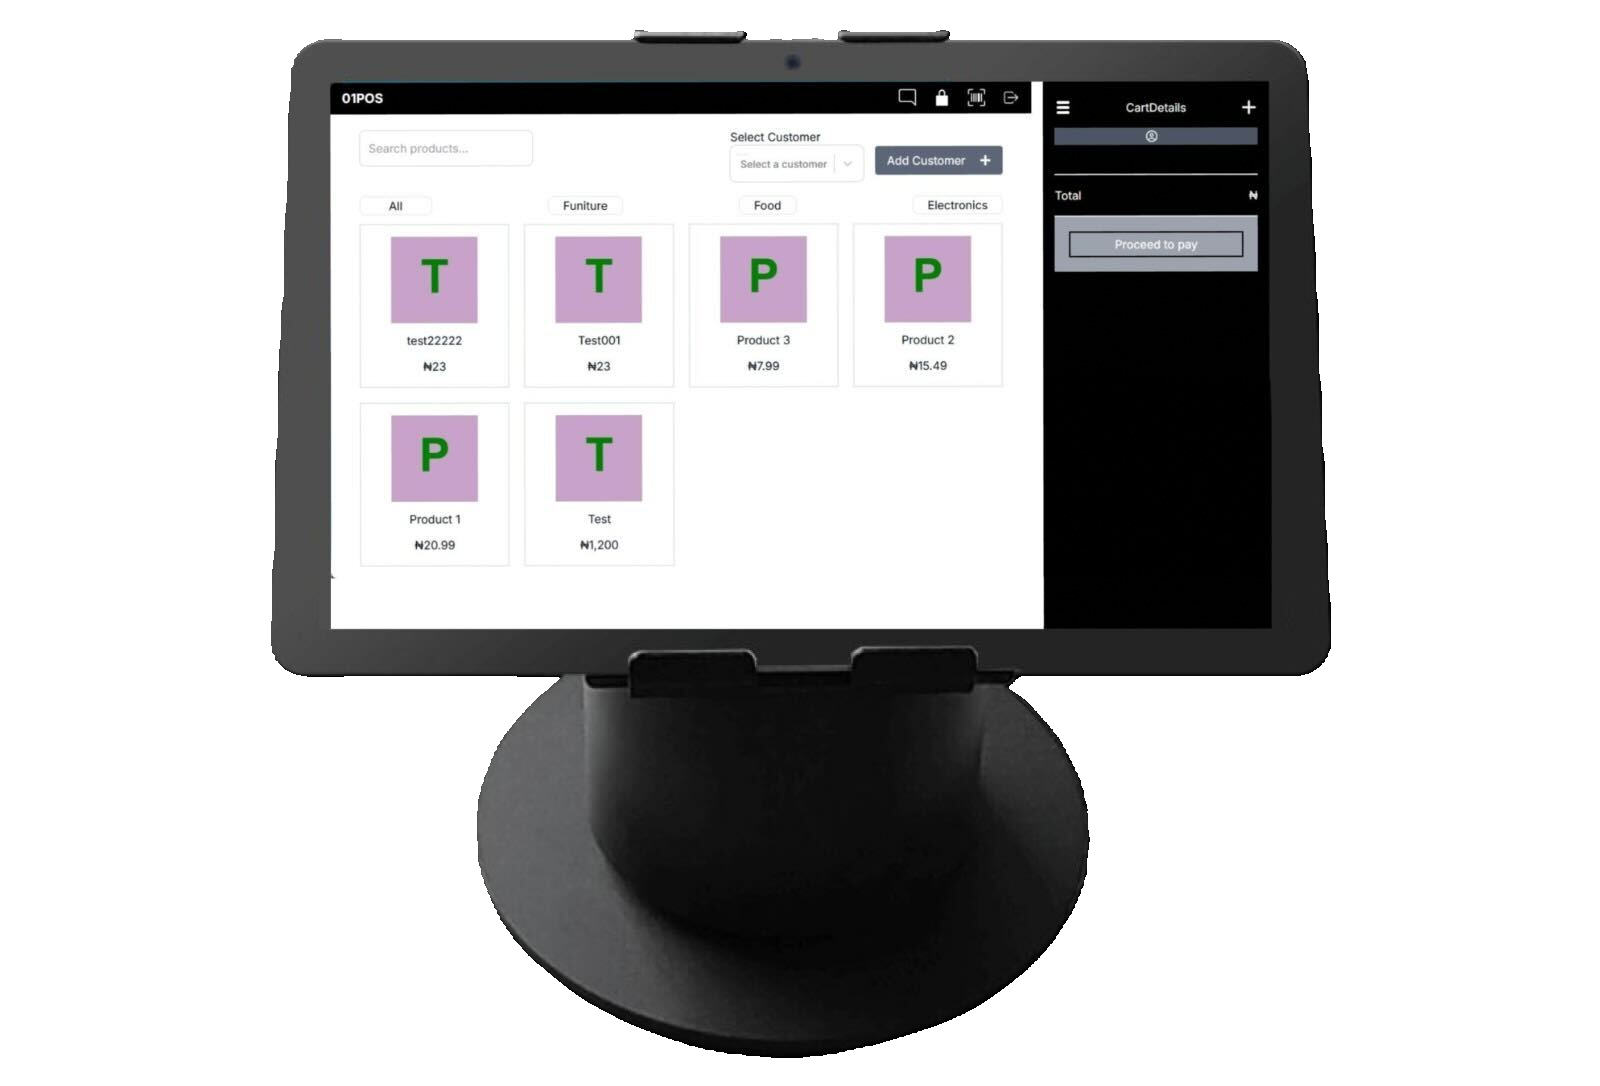 01POS
Search products...
Select Customer
Select a customer
Add Customer +
All
Funiture
Food
Electronics
T
test22222
₦23
T
Test001
₦23
P
Product 3
₦7.99
P
Product 2
₦15.49
P
Product 1
₦20.99
T
Test
₦1,200
CartDetails +
Total ₦
Proceed to pay